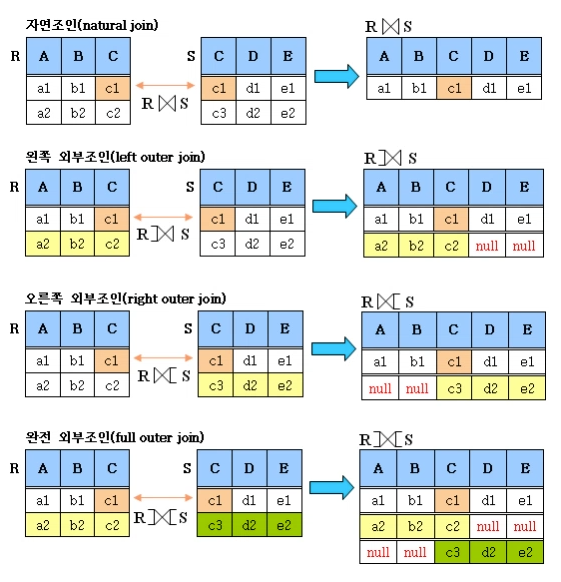 자연조인(natural join)
R⋈S
R A B C
S C D E
A B C D E
a1 b1 c1
c1 d1 e1
a1 b1 c1 d1 e1
R⋈S
a2 b2 c2
c3 d2 e2
왼쪽 외부조인(left outer join)
R⟕S
R A B C
S C D E
A B C D E
a1 b1 c1
c1 d1 e1
a1 b1 c1 d1 e1
R⟕S
a2 b2 c2
c3 d2 e2
a2 b2 c2 null null
오른쪽 외부조인(right outer join)
R⟖S
R A B C
S C D E
A B C D E
a1 b1 c1
c1 d1 e1
a1 b1 c1 d1 e1
R⟖S
a2 b2 c2
c3 d2 e2
null null c3 d2 e2
완전 외부조인(full outer join)
R⟗S
R A B C
S C D E
A B C D E
a1 b1 c1
c1 d1 e1
a1 b1 c1 d1 e1
R⟗S
a2 b2 c2
c3 d2 e2
a2 b2 c2 null null
null null c3 d2 e2